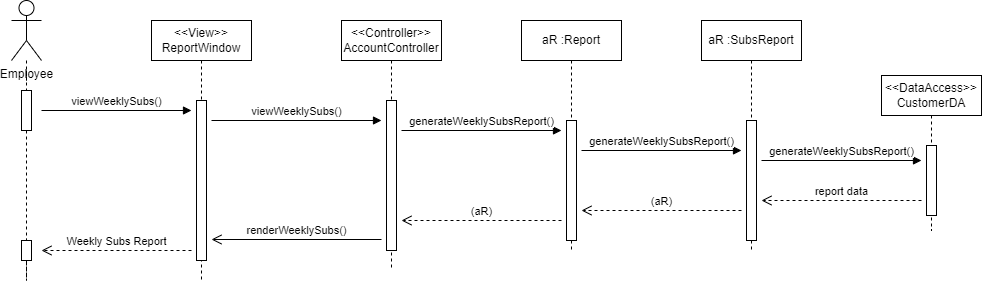 <<View>>
ReportWindow
<<Controller>>
AccountController
aR :Report
aR :SubsReport
Employee
<<DataAccess>>
CustomerDA
viewWeeklySubs()
viewWeeklySubs()
generateWeeklySubsReport()
generateWeeklySubsReport()
generateWeeklySubsReport()
report data
(aR)
(aR)
renderWeeklySubs()
Weekly Subs Report